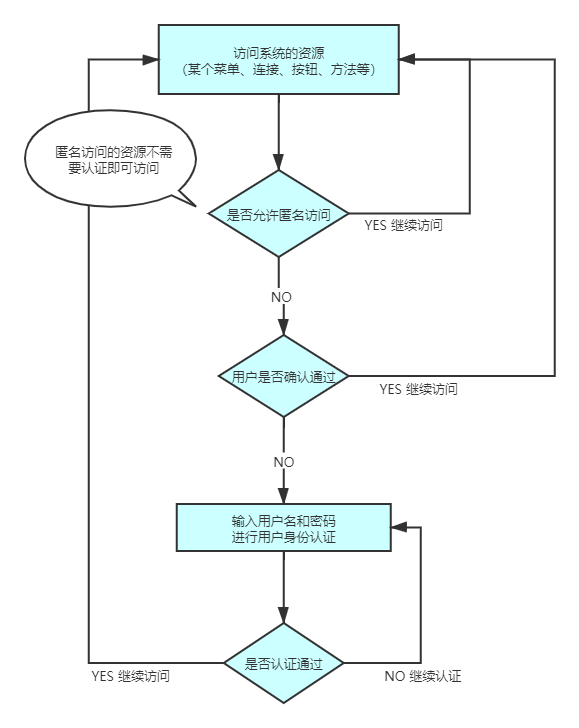 访问系统的资源
（某个菜单、连接、按钮、方法等）
匿名访问的资源不需
要认证即可访问
是否允许匿名访问
YES 继续访问
NO
用户是否确认通过
YES 继续访问
NO
输入用户名和密码
进行用户身份认证
是否认证通过
YES 继续访问
NO 继续认证